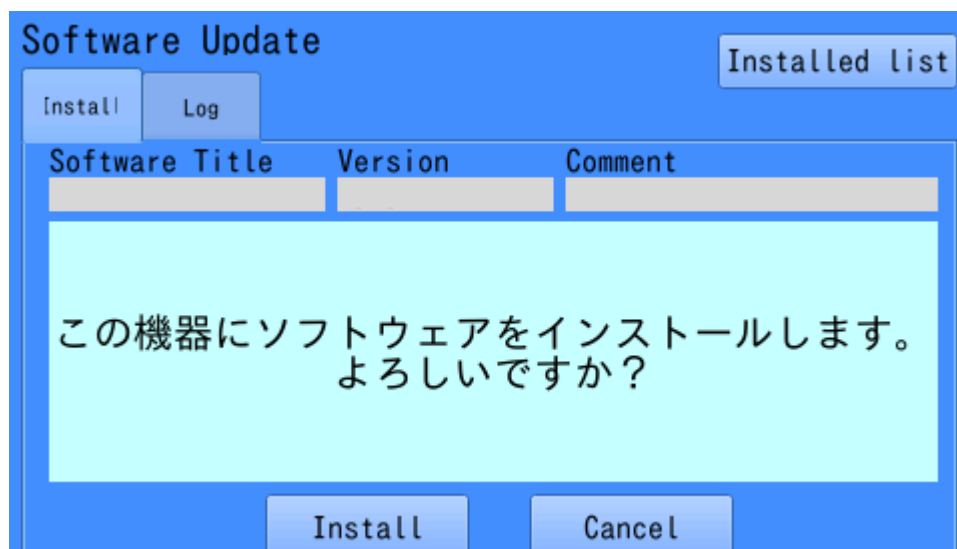 Software Update
Installed list
Install
Log
Software Title Version Comment
この機器にソフトウェアをインストールします。
よろしいですか？
Install Cancel